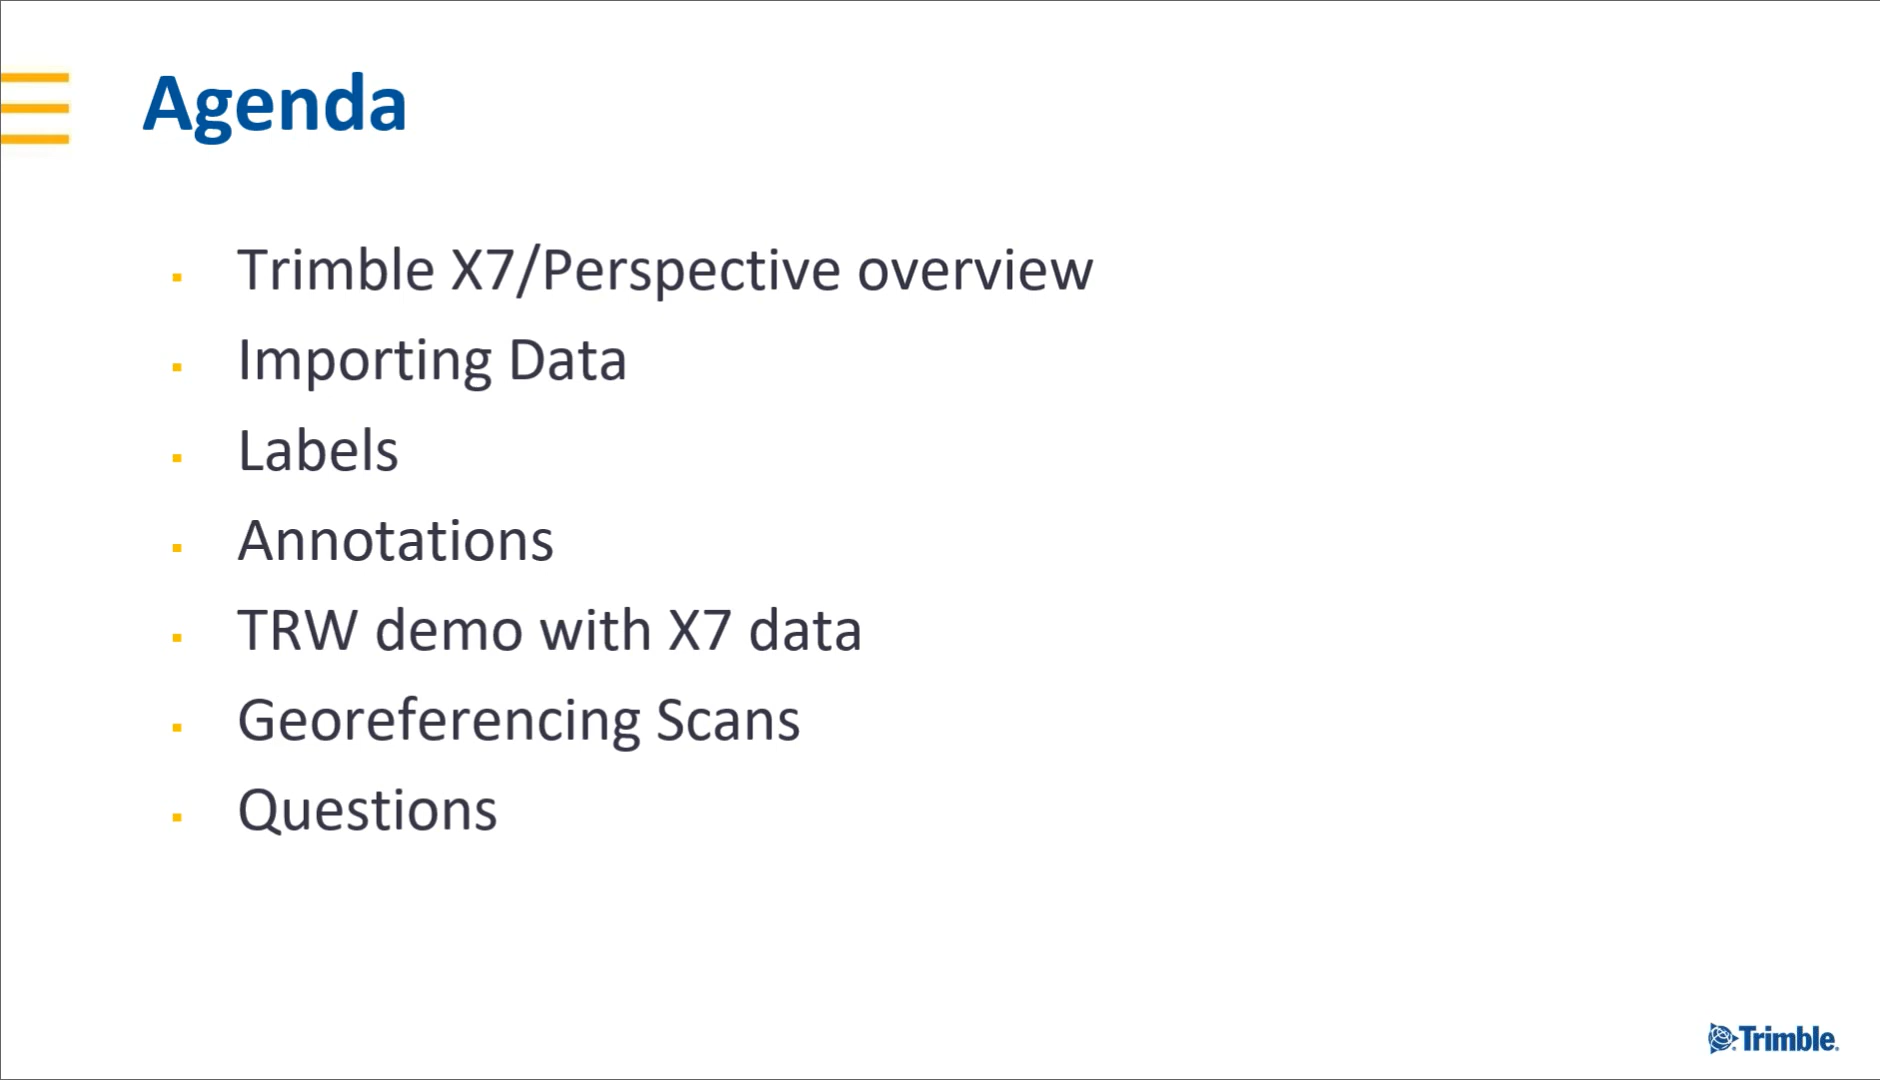 Agenda
Trimble X7/Perspective overview
Importing Data
Labels
Annotations
TRW demo with X7 data
Georeferencing Scans
Questions
Trimble